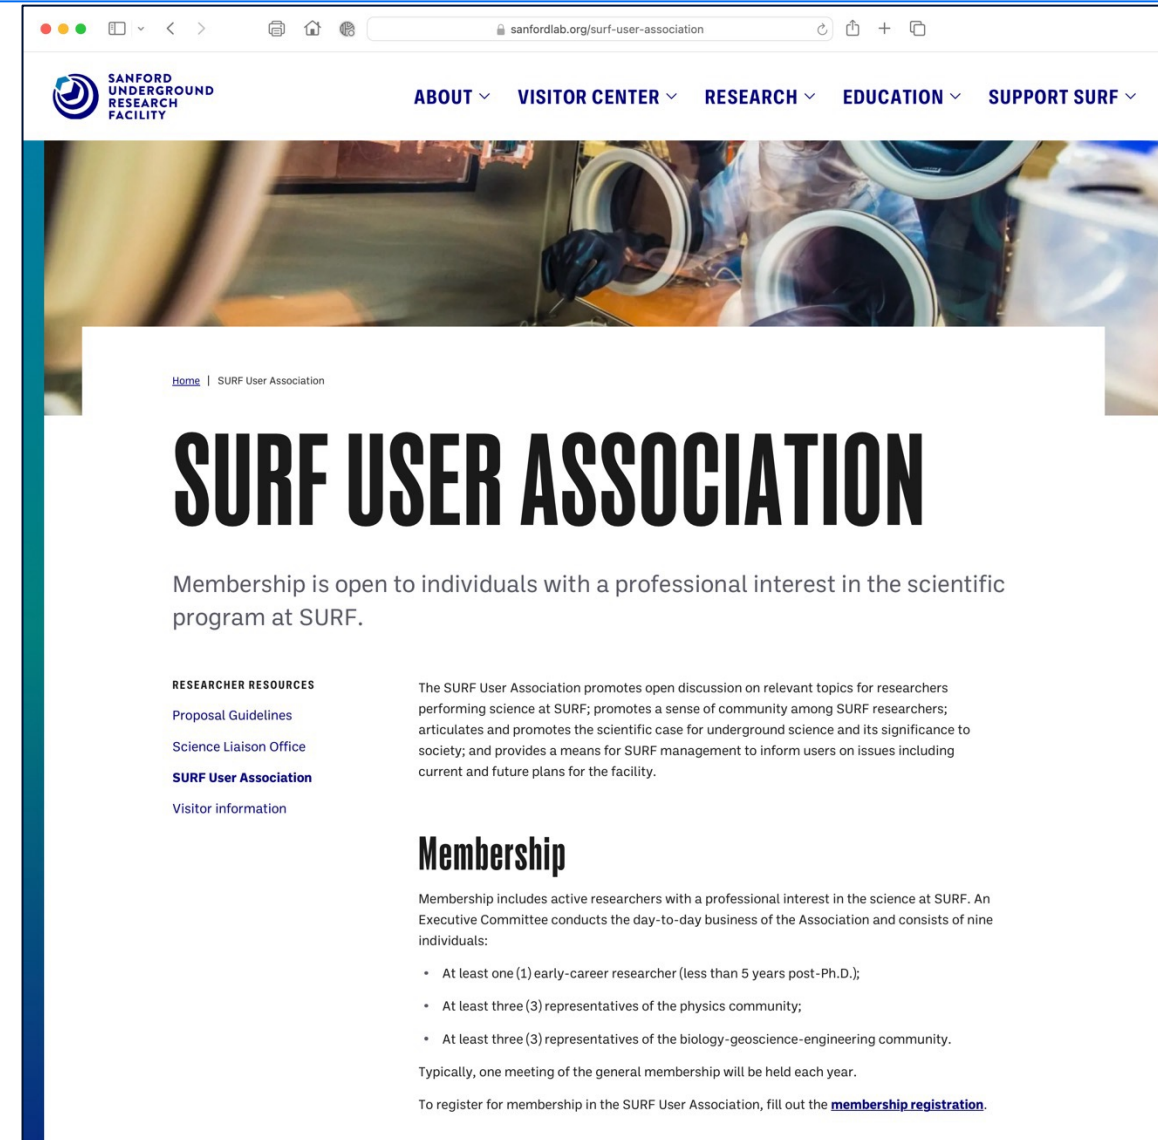 sanfordlab.org/surf-user-association
SANFORD
UNDERGROUND
RESEARCH
FACILITY
ABOUT
VISITOR CENTER
RESEARCH
EDUCATION
SUPPORT SURF
Home | SURF User Association
SURF USER ASSOCIATION
Membership is open to individuals with a professional interest in the scientific
program at SURF.
RESEARCHER RESOURCES
Proposal Guidelines
Science Liaison Office
SURF User Association
Visitor information
The SURF User Association promotes open discussion on relevant topics for researchers
performing science at SURF; promotes a sense of community among SURF researchers;
articulates and promotes the scientific case for underground science and its significance to
society; and provides a means for SURF management to inform users on issues including
current and future plans for the facility.
Membership
Membership includes active researchers with a professional interest in the science at SURF. An
Executive Committee conducts the day-to-day business of the Association and consists of nine
individuals:
• At least one (1) early-career researcher (less than 5 years post-Ph.D.);
• At least three (3) representatives of the physics community;
• At least three (3) representatives of the biology-geoscience-engineering community.
Typically, one meeting of the general membership will be held each year.
To register for membership in the SURF User Association, fill out the membership registration.